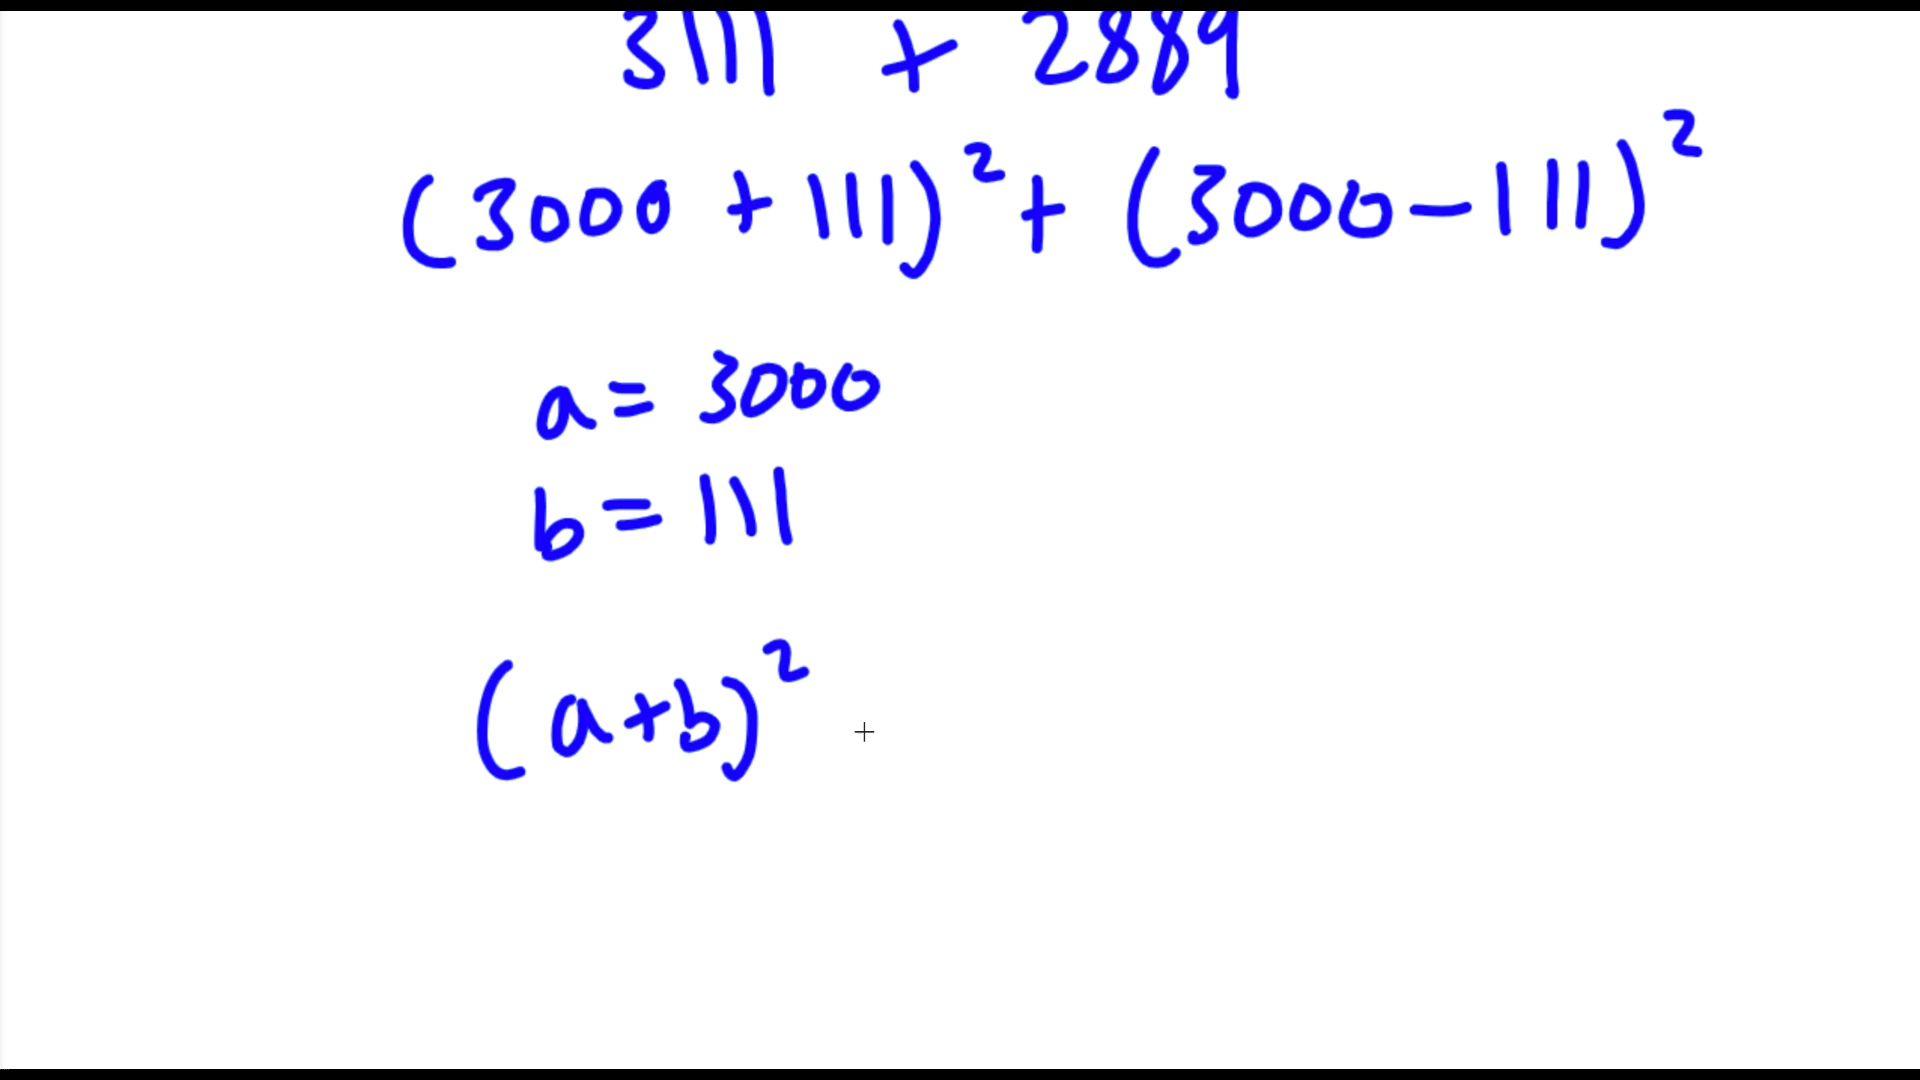 3111 + 2889
(3000 + 111)² + (3000 - 111)²
a = 3000
b = 111
(a+b)²